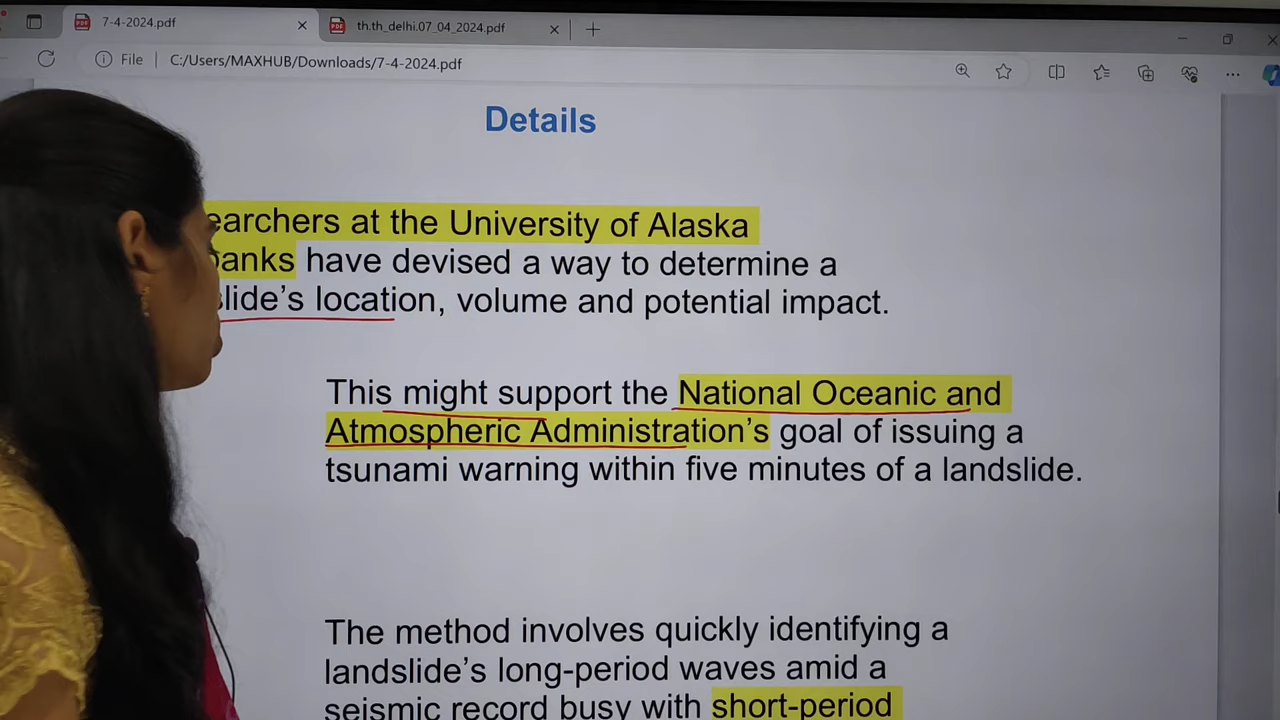 7-4-2024.pdf
th.th_delhi.07_04_2024.pdf
File
C:/Users/MAXHUB/Downloads/7-4-2024.pdf
Details
earchers at the University of Alaska
banks have devised a way to determine a
slide's location, volume and potential impact.
This might support the National Oceanic and
Atmospheric Administration's goal of issuing a
tsunami warning within five minutes of a landslide.
The method involves quickly identifying a
landslide's long-period waves amid a
seismic record busy with short-period